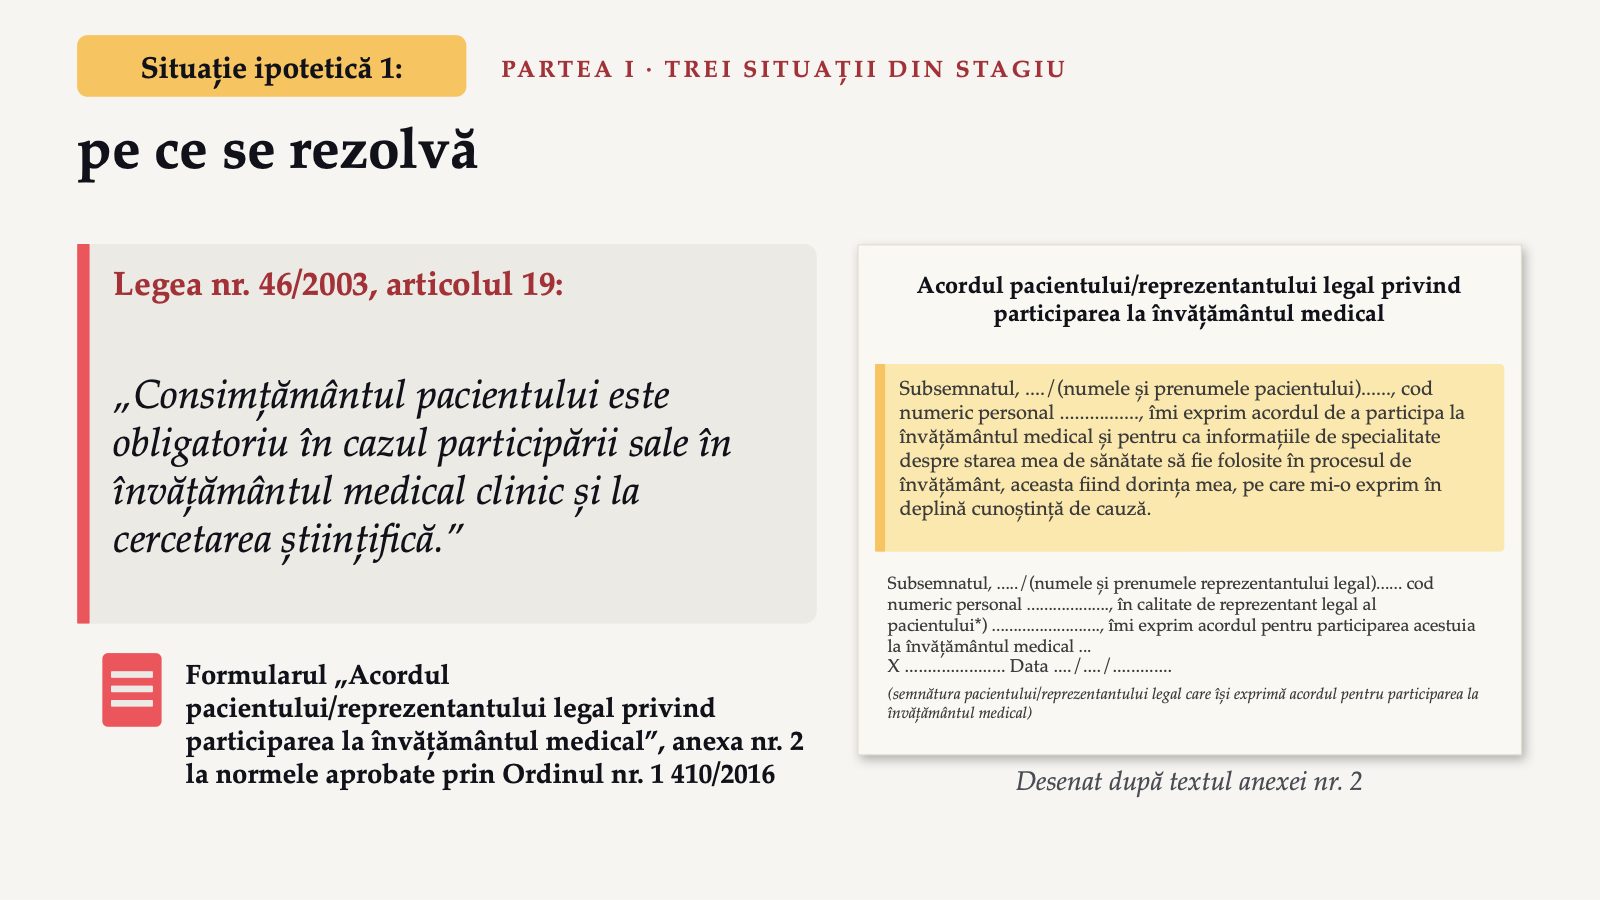 Situație ipotetică 1:
PARTEA I · TREI SITUAȚII DIN STAGIU
pe ce se rezolvă
Legea nr. 46/2003, articolul 19:
„Consimțământul pacientului este
obligatoriu în cazul participării sale în
învățământul medical clinic și la
cercetarea științifică.”
Formularul „Acordul
pacientului/reprezentantului legal privind
participarea la învățământul medical”, anexa nr. 2
la normele aprobate prin Ordinul nr. 1 410/2016
Acordul pacientului/reprezentantului legal privind
participarea la învățământul medical
Subsemnatul, ..../(numele și prenumele pacientului)......, cod
numeric personal ................, îmi exprim acordul de a participa la
învățământul medical și pentru ca informațiile de specialitate
despre starea mea de sănătate să fie folosite în procesul de
învățământ, aceasta fiind dorința mea, pe care mi-o exprim în
deplină cunoștință de cauză.
Subsemnatul, ...../(numele și prenumele reprezentantului legal)...... cod
numeric personal ..................., în calitate de reprezentant legal al
pacientului*) ........................., îmi exprim acordul pentru participarea acestuia
la învățământul medical ...
X ....................... Data ..../..../.............
(semnătura pacientului/reprezentantului legal care își exprimă acordul pentru participarea la
învățământul medical)
Desenat după textul anexei nr. 2